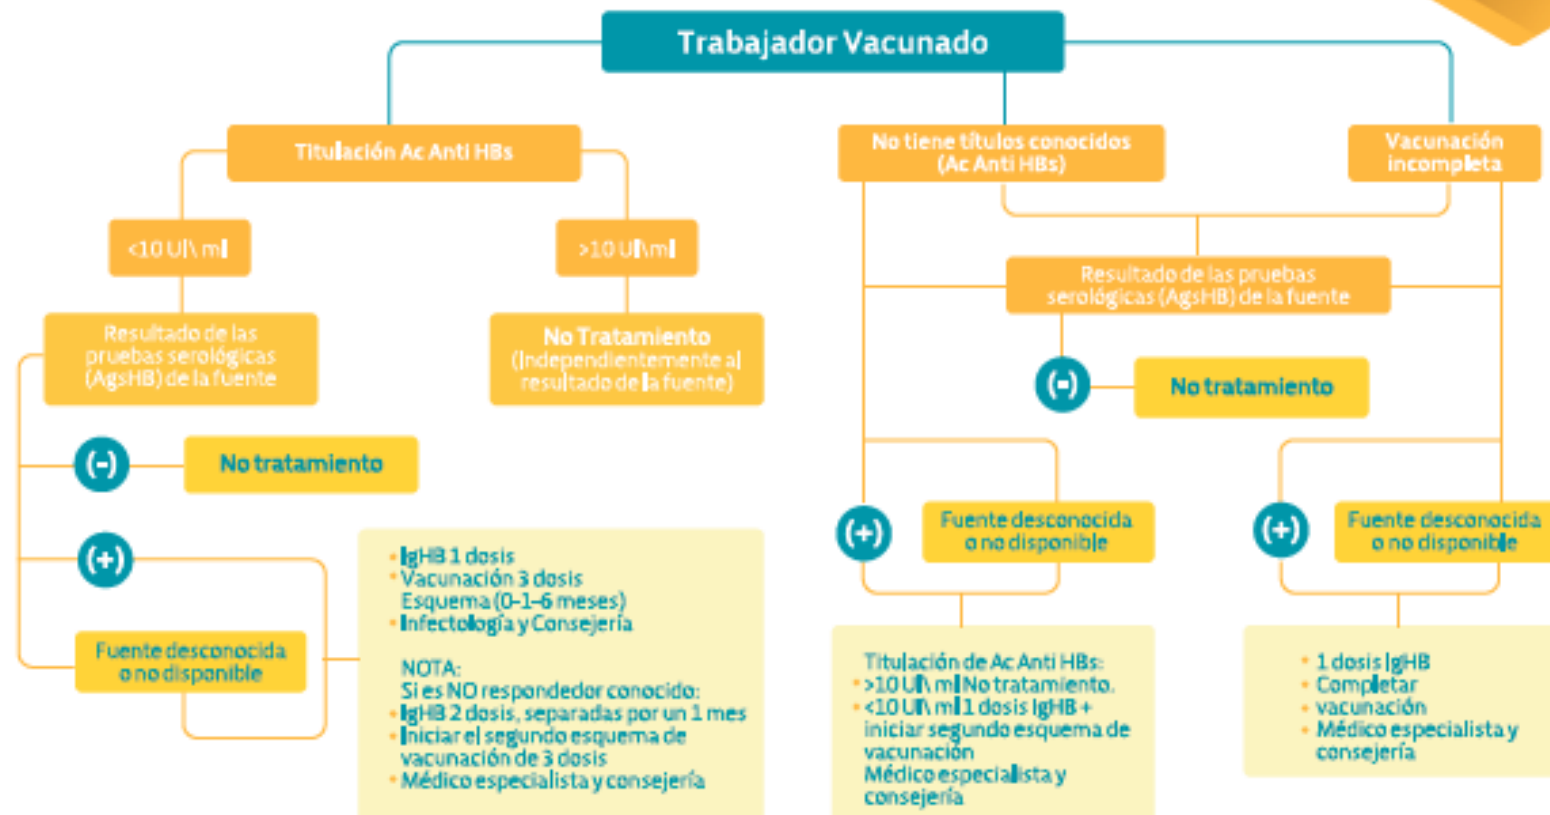 Trabajador Vacunado
Titulación Ac Anti HBs
<10 UI\ ml
>10 UI\ml
Resultado de las
pruebas serológicas
(AgsHB) de la fuente
No Tratamiento
(Independientemente al
resultado de la fuente)
(-)
No tratamiento
(+)
Fuente desconocida
o no disponible
• IgHB 1 dosis
• Vacunación 3 dosis
Esquema (0-1-6 meses)
• Infectología y Consejería
NOTA:
Si es NO respondedor conocido:
• IgHB 2 dosis, separadas por un 1 mes
• Iniciar el segundo esquema de
vacunación de 3 dosis
• Médico especialista y consejería
No tiene títulos conocidos
(Ac Anti HBs)
Vacunación
incompleta
Resultado de las pruebas
serológicas (AgsHB) de la fuente
(-)
No tratamiento
(+)
Fuente desconocida
o no disponible
Titulación de Ac Anti HBs:
• >10 UI\ ml No tratamiento.
• <10 UI\ ml 1 dosis IgHB +
iniciar segundo esquema de
vacunación
Médico especialista y
consejería
(+)
Fuente desconocida
o no disponible
• 1 dosis IgHB
• Completar
• vacunación
• Médico especialista y
consejería